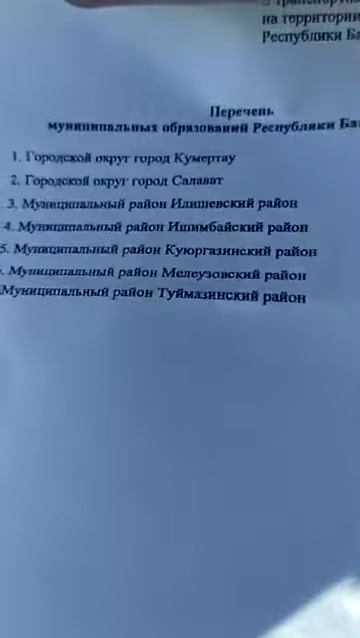 на территории
Республики Ба
Перечень
муниципальных образований Республики Ба
1. Городской округ город Кумертау
2. Городской округ город Салават
3. Муниципальный район Илишевский район
4. Муниципальный район Ишимбайский район
5. Муниципальный район Куюргазинский район
. Муниципальный район Мелеузовский район
Муниципальный район Туймазинский район